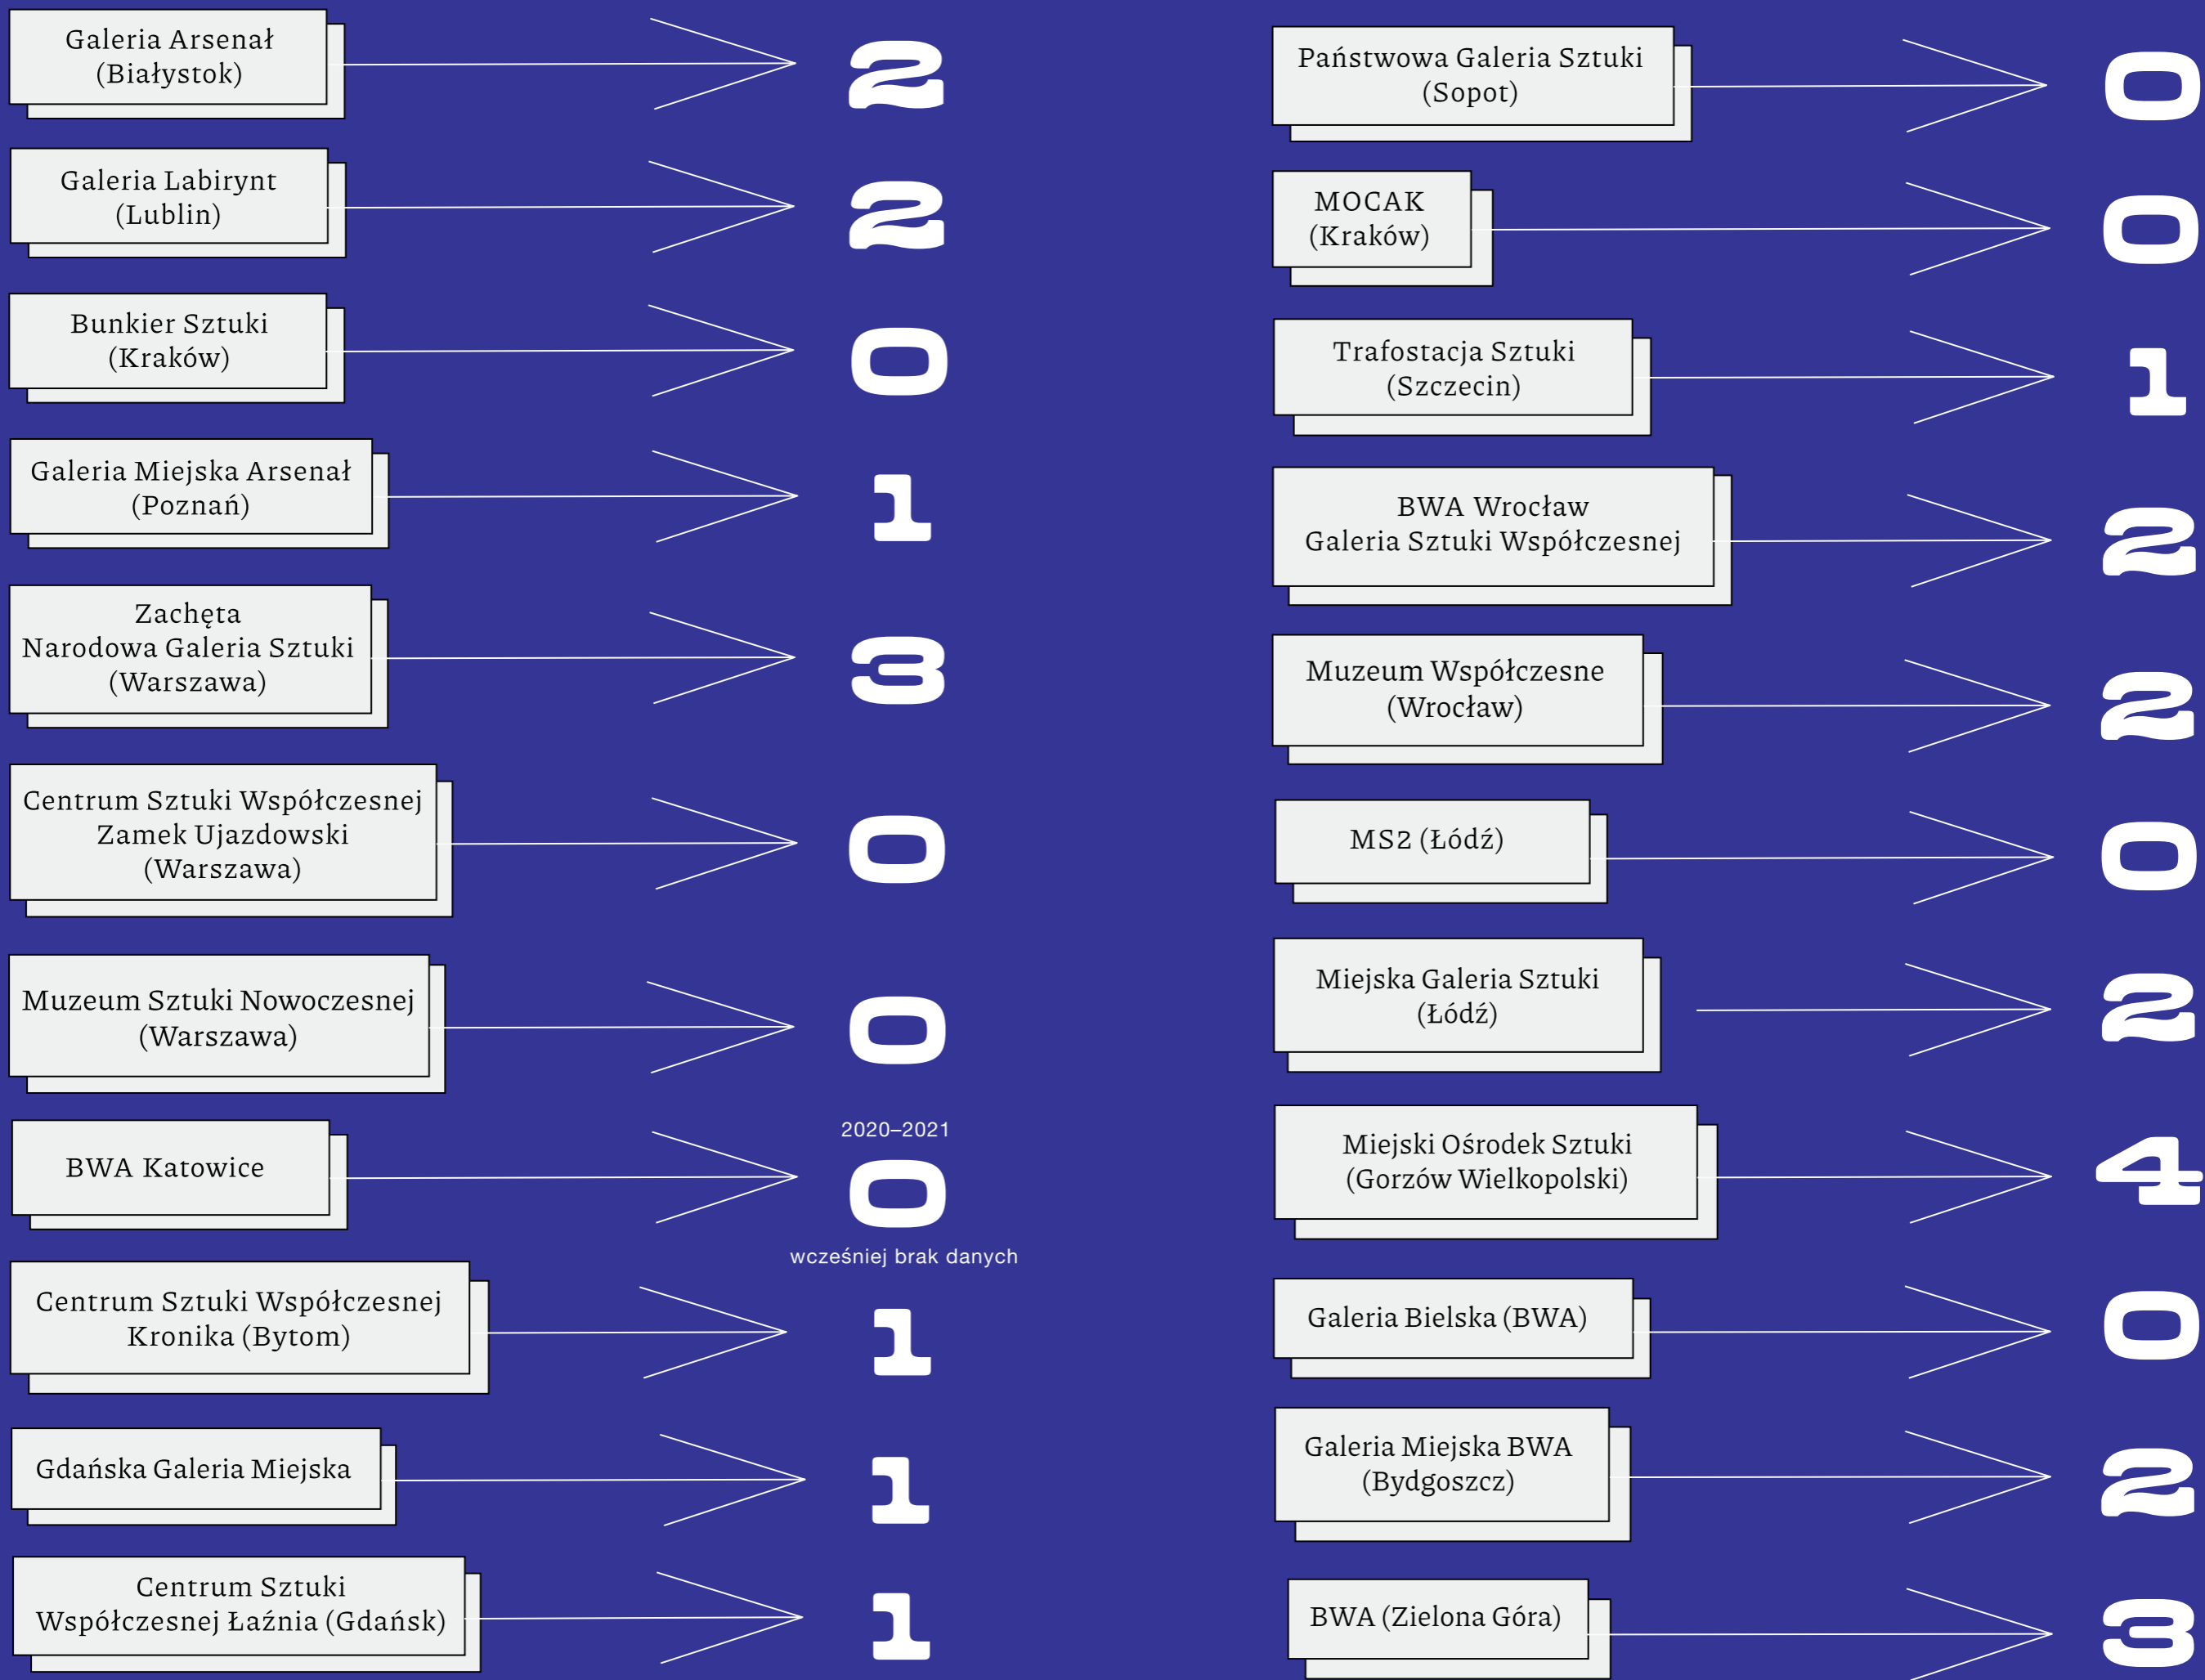 Galeria Arsenał
(Białystok)
2
Galeria Labirynt
(Lublin)
2
Bunkier Sztuki
(Kraków)
0
Galeria Miejska Arsenał
(Poznań)
1
Zachęta
Narodowa Galeria Sztuki
(Warszawa)
3
Centrum Sztuki Współczesnej
Zamek Ujazdowski
(Warszawa)
0
Muzeum Sztuki Nowoczesnej
(Warszawa)
0
BWA Katowice
2020–2021
0
wcześniej brak danych
Centrum Sztuki Współczesnej
Kronika (Bytom)
1
Gdańska Galeria Miejska
1
Centrum Sztuki
Współczesnej Łaźnia (Gdańsk)
1
Państwowa Galeria Sztuki
(Sopot)
0
MOCAK
(Kraków)
0
Trafostacja Sztuki
(Szczecin)
1
BWA Wrocław
Galeria Sztuki Współczesnej
2
Muzeum Współczesne
(Wrocław)
2
MS2 (Łódź)
0
Miejska Galeria Sztuki
(Łódź)
2
Miejski Ośrodek Sztuki
(Gorzów Wielkopolski)
4
Galeria Bielska (BWA)
0
Galeria Miejska BWA
(Bydgoszcz)
2
BWA (Zielona Góra)
3